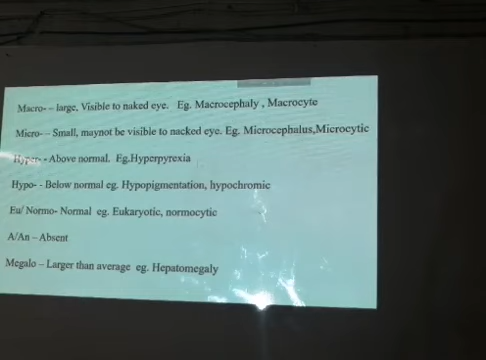 Macro- – large, Visible to naked eye. Eg. Macrocephaly , Macrocyte
Micro- – Small, maynot be visible to nacked eye. Eg. Microcephalus,Microcytic
Hyper- - Above normal. Eg.Hyperpyrexia
Hypo- - Below normal eg. Hypopigmentation, hypochromic
Eu/ Normo- Normal eg. Eukaryotic, normocytic
A/An – Absent
Megalo – Larger than average eg. Hepatomegaly